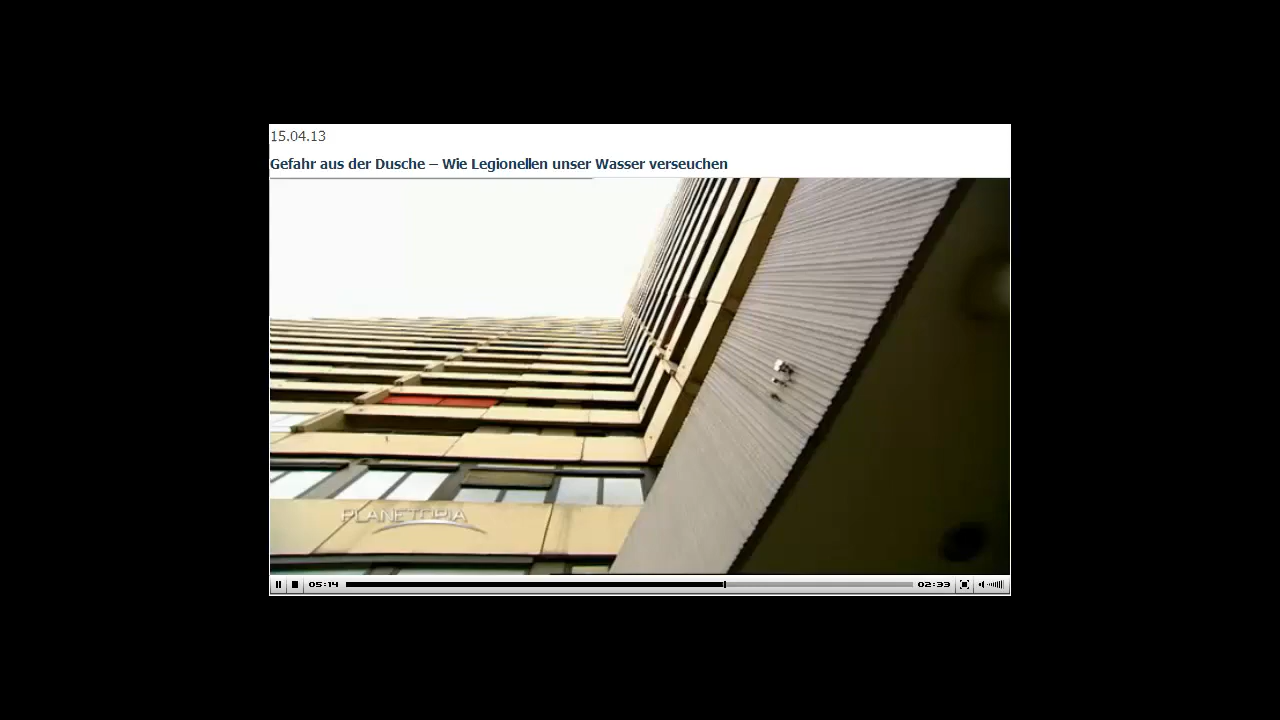 15.04.13
Gefahr aus der Dusche – Wie Legionellen unser Wasser verseuchen
PLANETOPIA
05:14
02:33